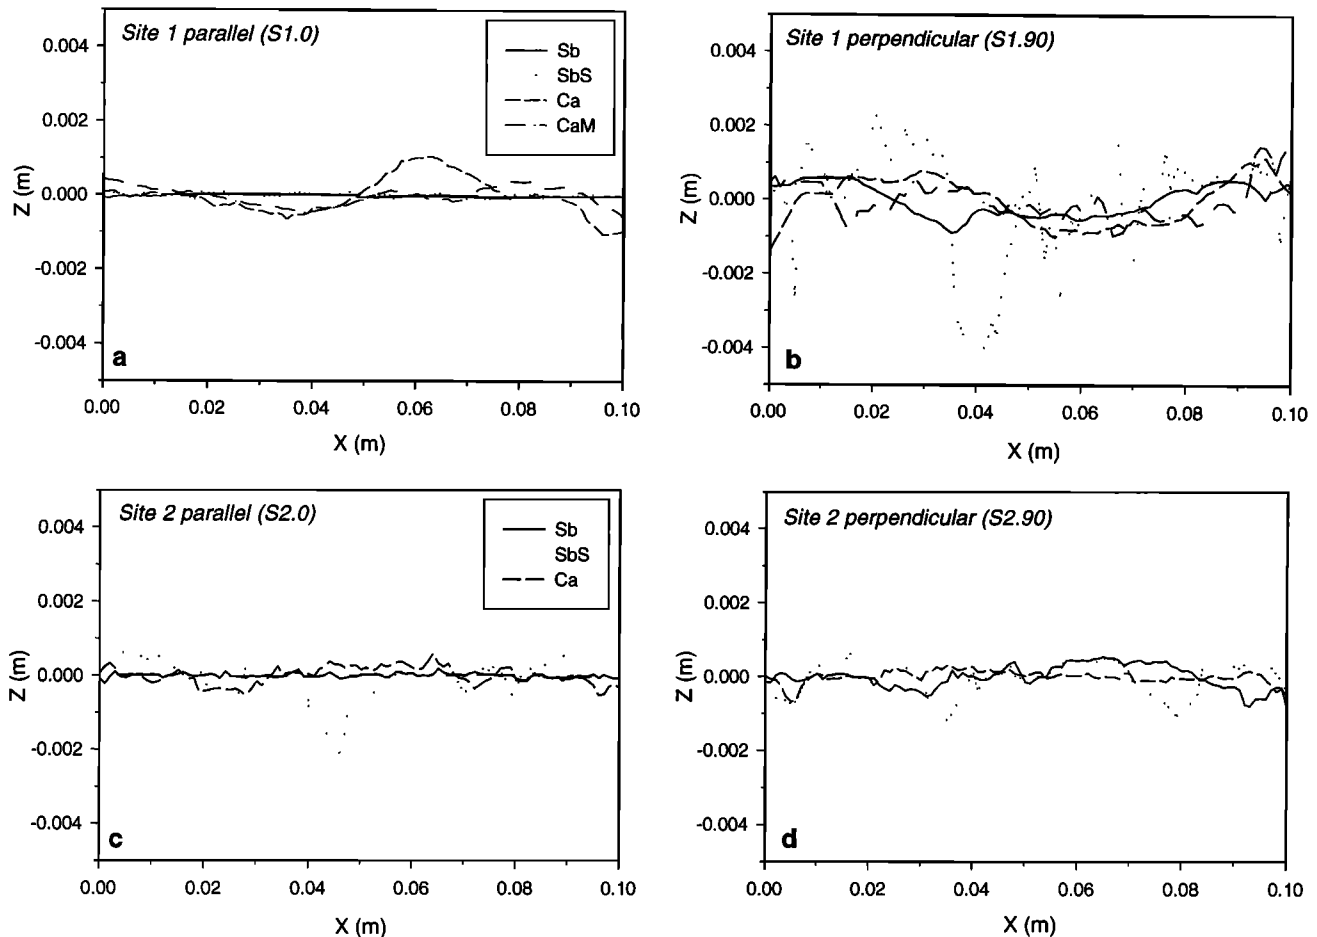 Site 1 parallel (S1.0)
Sb
SbS
Ca
CaM
0.004
0.002
0.000
-0.002
-0.004
Z (m)
a
0.00 0.02 0.04 0.06 0.08 0.10
X (m)
Site 1 perpendicular (S1.90)
0.004
0.002
0.000
-0.002
-0.004
Z (m)
b
0.00 0.02 0.04 0.06 0.08 0.10
X (m)
Site 2 parallel (S2.0)
Sb
SbS
Ca
0.004
0.002
0.000
-0.002
-0.004
Z (m)
c
0.00 0.02 0.04 0.06 0.08 0.10
X (m)
Site 2 perpendicular (S2.90)
0.004
0.002
0.000
-0.002
-0.004
Z (m)
d
0.00 0.02 0.04 0.06 0.08 0.10
X (m)